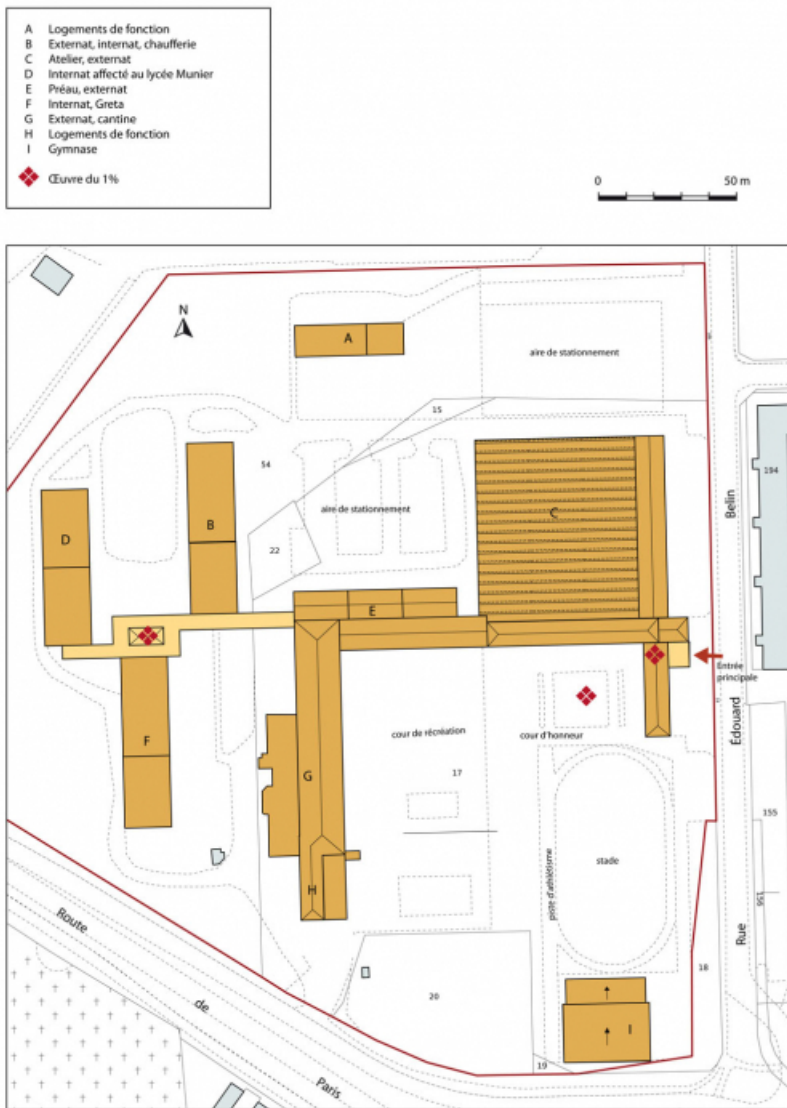 A Logements de fonction
B Externat, internat, chaufferie
C Atelier, externat
D Internat affecté au lycée Munier
E Préau, externat
F Internat, Greta
G Externat, cantine
H Logements de fonction
I Gymnase
Œuvre du 1%
0 50 m
N
A
aire de stationnement
15
54
B
D
C
194
Belin
aire de stationnement
22
E
Entrée
principale
Édouard
cour de récréation
cour d'honneur
F
G
17
155
stade
piste d'athlétisme
H
156
Route
Rue
18
20
de
I
19
Paris